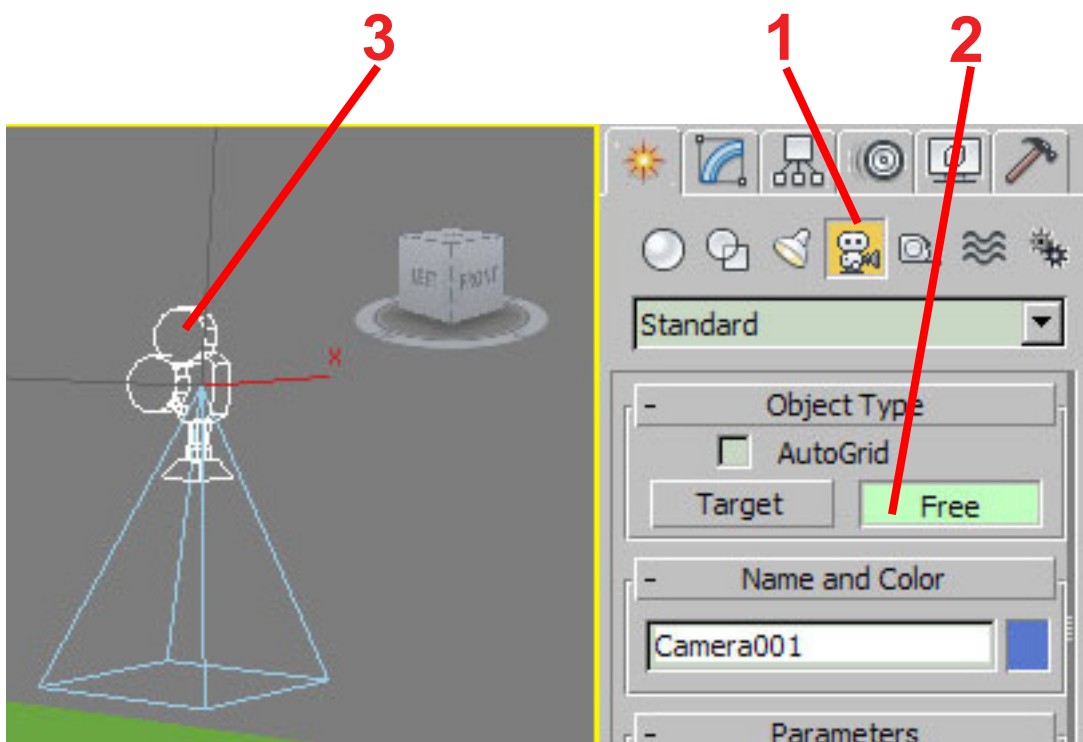 3
1
2
LEFT
FRONT
X
Standard
- Object Type
AutoGrid
Target
Free
- Name and Color
Camera001
- Parameters